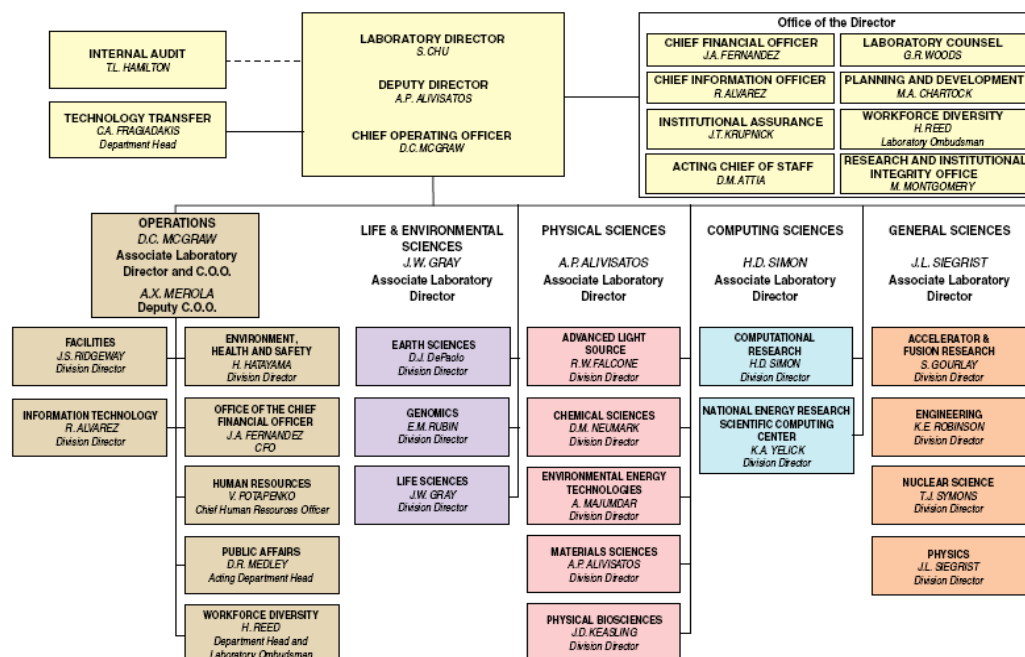 INTERNAL AUDIT
T.L. HAMILTON
TECHNOLOGY TRANSFER
C.A. FRAGIADAKIS
Department Head
LABORATORY DIRECTOR
S. CHU
DEPUTY DIRECTOR
A.P. ALIVISATOS
CHIEF OPERATING OFFICER
D.C. MCGRAW
Office of the Director
CHIEF FINANCIAL OFFICER
J.A. FERNANDEZ
LABORATORY COUNSEL
G.R. WOODS
CHIEF INFORMATION OFFICER
R. ALVAREZ
PLANNING AND DEVELOPMENT
M.A. CHARTOCK
INSTITUTIONAL ASSURANCE
J.T. KRUPNICK
WORKFORCE DIVERSITY
H. REED
Laboratory Ombudsman
ACTING CHIEF OF STAFF
D.M. ATTIA
RESEARCH AND INSTITUTIONAL
INTEGRITY OFFICE
M. MONTGOMERY
OPERATIONS
D.C. MCGRAW
Associate Laboratory
Director and C.O.O.
A.X. MEROLA
Deputy C.O.O.
FACILITIES
J.S. RIDGEWAY
Division Director
INFORMATION TECHNOLOGY
R. ALVAREZ
Division Director
ENVIRONMENT,
HEALTH AND SAFETY
H. HATAYAMA
Division Director
OFFICE OF THE CHIEF
FINANCIAL OFFICER
J.A. FERNANDEZ
CFO
HUMAN RESOURCES
V. POTAPENKO
Chief Human Resources Officer
PUBLIC AFFAIRS
D.R. MEDLEY
Acting Department Head
WORKFORCE DIVERSITY
H. REED
Department Head and
Laboratory Ombudsman
LIFE & ENVIRONMENTAL
SCIENCES
J.W. GRAY
Associate Laboratory
Director
EARTH SCIENCES
D.J. DePaolo
Division Director
GENOMICS
E.M. RUBIN
Division Director
LIFE SCIENCES
J.W. GRAY
Division Director
PHYSICAL SCIENCES
A.P. ALIVISATOS
Associate Laboratory
Director
ADVANCED LIGHT
SOURCE
R.W. FALCONE
Division Director
CHEMICAL SCIENCES
D.M. NEUMARK
Division Director
ENVIRONMENTAL ENERGY
TECHNOLOGIES
A. MAJUMDAR
Division Director
MATERIALS SCIENCES
A.P. ALIVISATOS
Division Director
PHYSICAL BIOSCIENCES
J.D. KEASLING
Division Director
COMPUTING SCIENCES
H.D. SIMON
Associate Laboratory
Director
COMPUTATIONAL
RESEARCH
H.D. SIMON
Division Director
NATIONAL ENERGY RESEARCH
SCIENTIFIC COMPUTING
CENTER
K.A. YELICK
Division Director
GENERAL SCIENCES
J.L. SIEGRIST
Associate Laboratory
Director
ACCELERATOR
& FUSION RESEARCH
S. GOURLAY
Division Director
ENGINEERING
K.E. ROBINSON
Division Director
NUCLEAR SCIENCE
T.J. SYMONS
Division Director
PHYSICS
J.L. SIEGRIST
Division Director